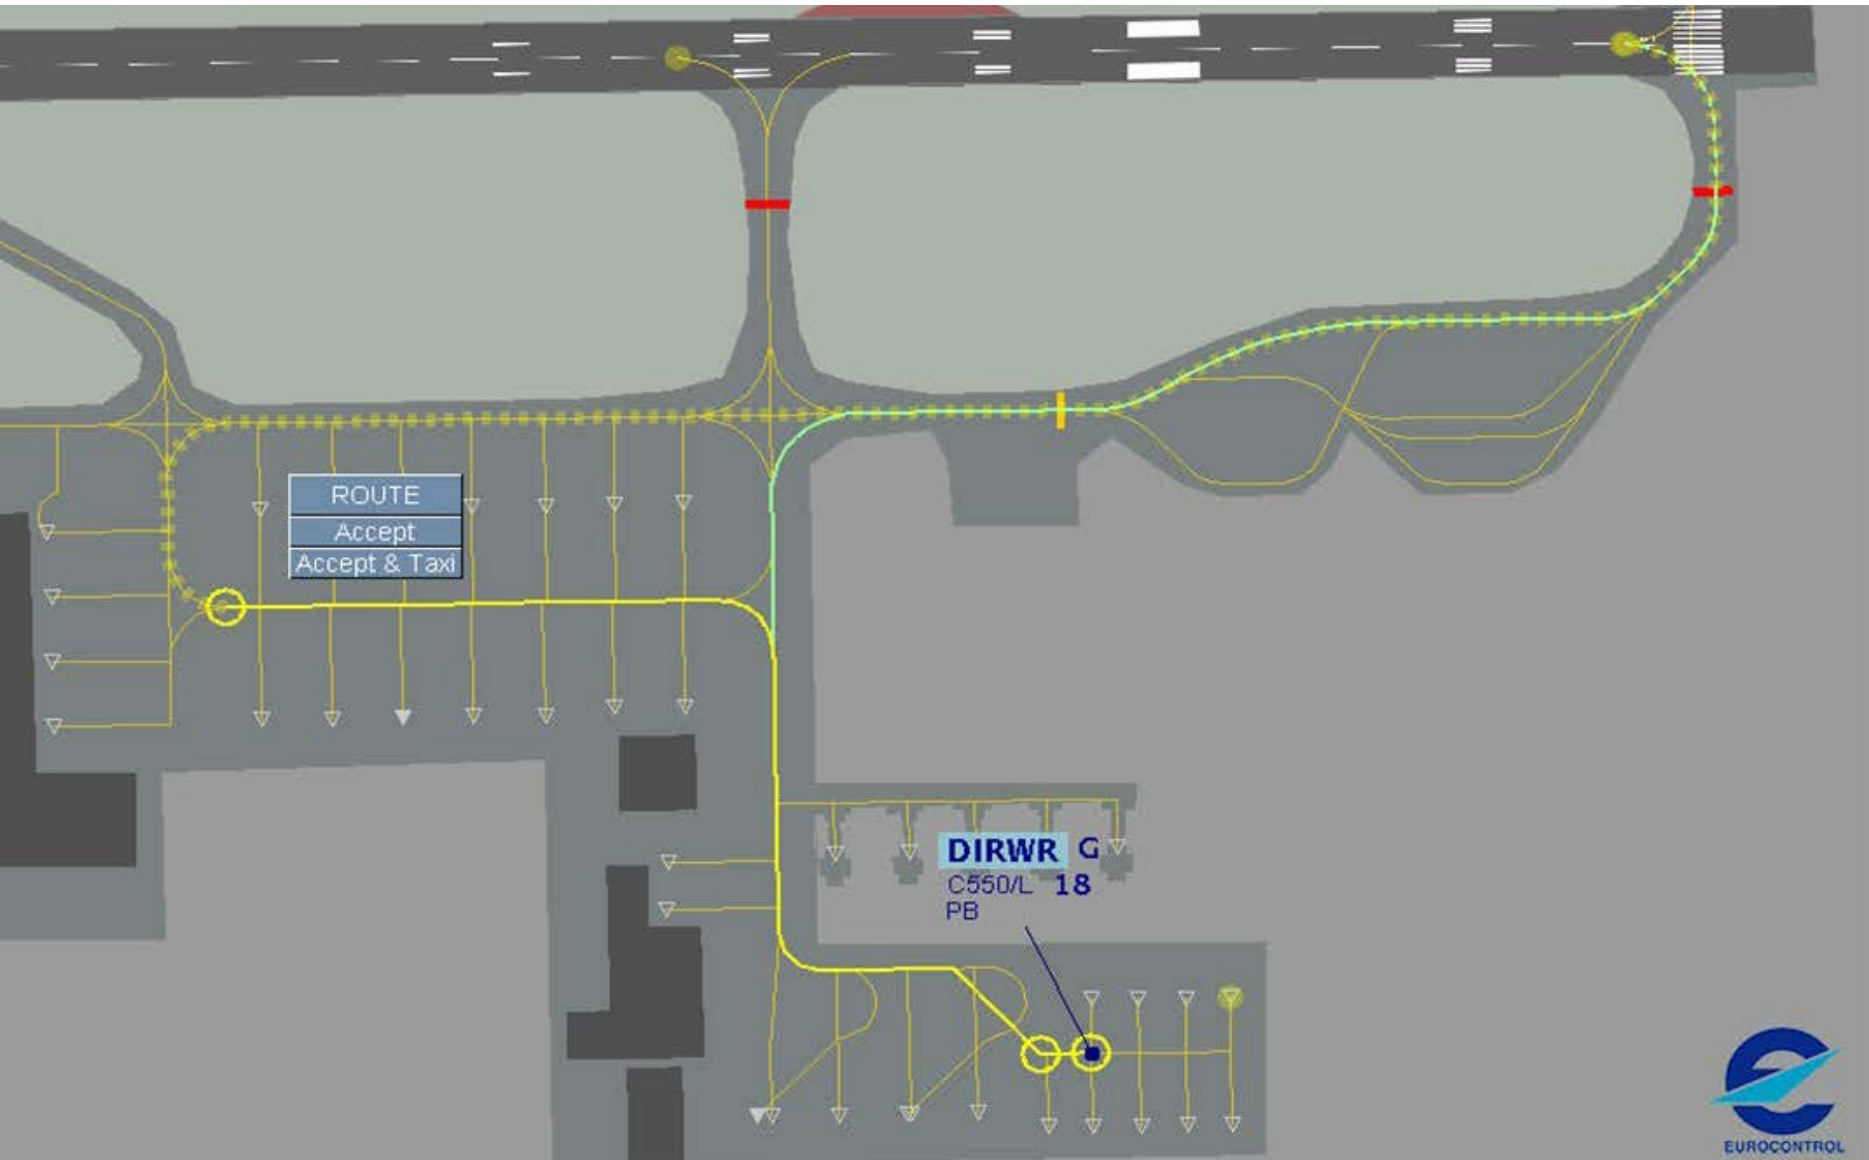 ROUTE
Accept
Accept & Taxi
DIRWR G
C550/L 18
PB
EUROCONTROL